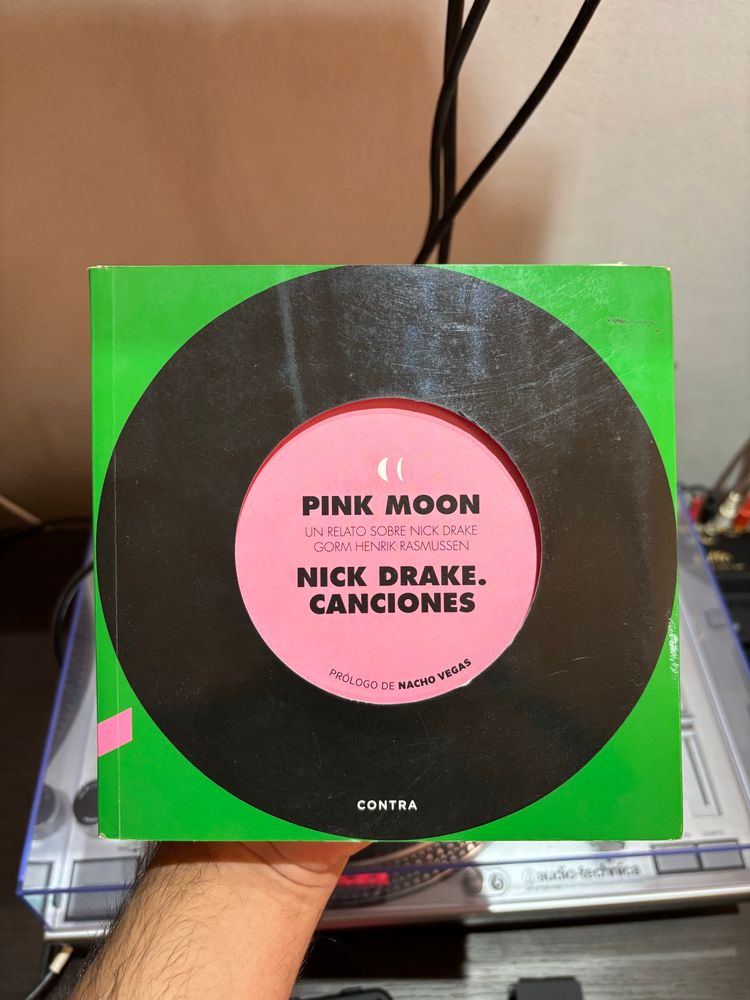 PINK MOON
UN RELATO SOBRE NICK DRAKE
GORM HENRIK RASMUSSEN
NICK DRAKE.
CANCIONES
PRÓLOGO DE NACHO VEGAS
CONTRA
audio-technica